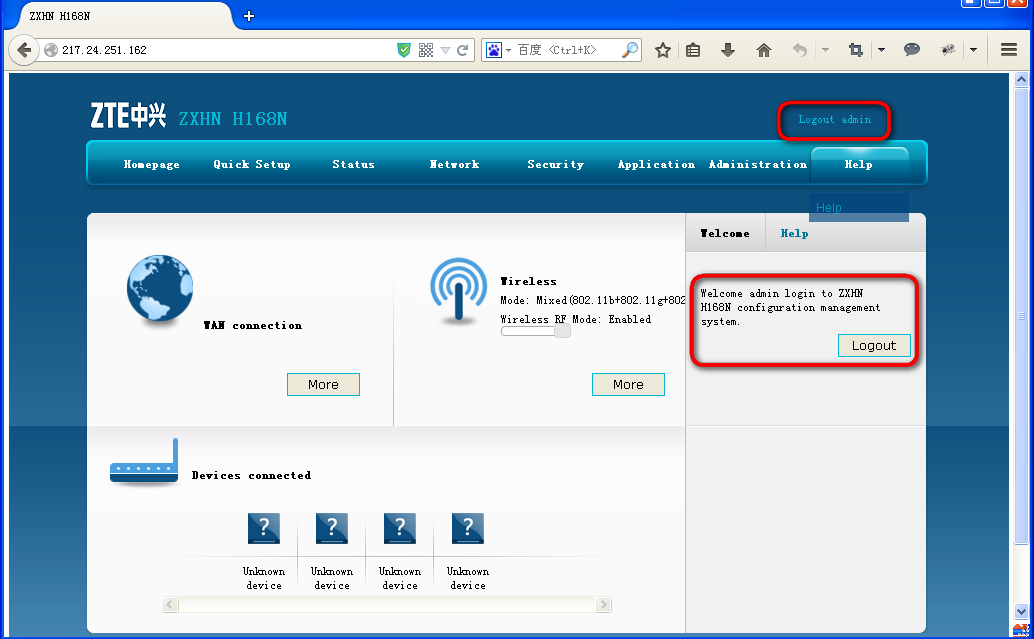 ZXHN H168N
217.24.251.162
百度 <Ctrl+K>
ZTE中兴 ZXHN H168N
Logout admin
Homepage Quick Setup Status Network Security Application Administration Help
Help
Welcome Help
WAN connection
More
Wireless
Mode: Mixed(802.11b+802.11g+802
Wireless RF Mode: Enabled
More
Welcome admin login to ZXHN
H168N configuration management
system.
Logout
Devices connected
? ? ? ?
Unknown device
Unknown device
Unknown device
Unknown device